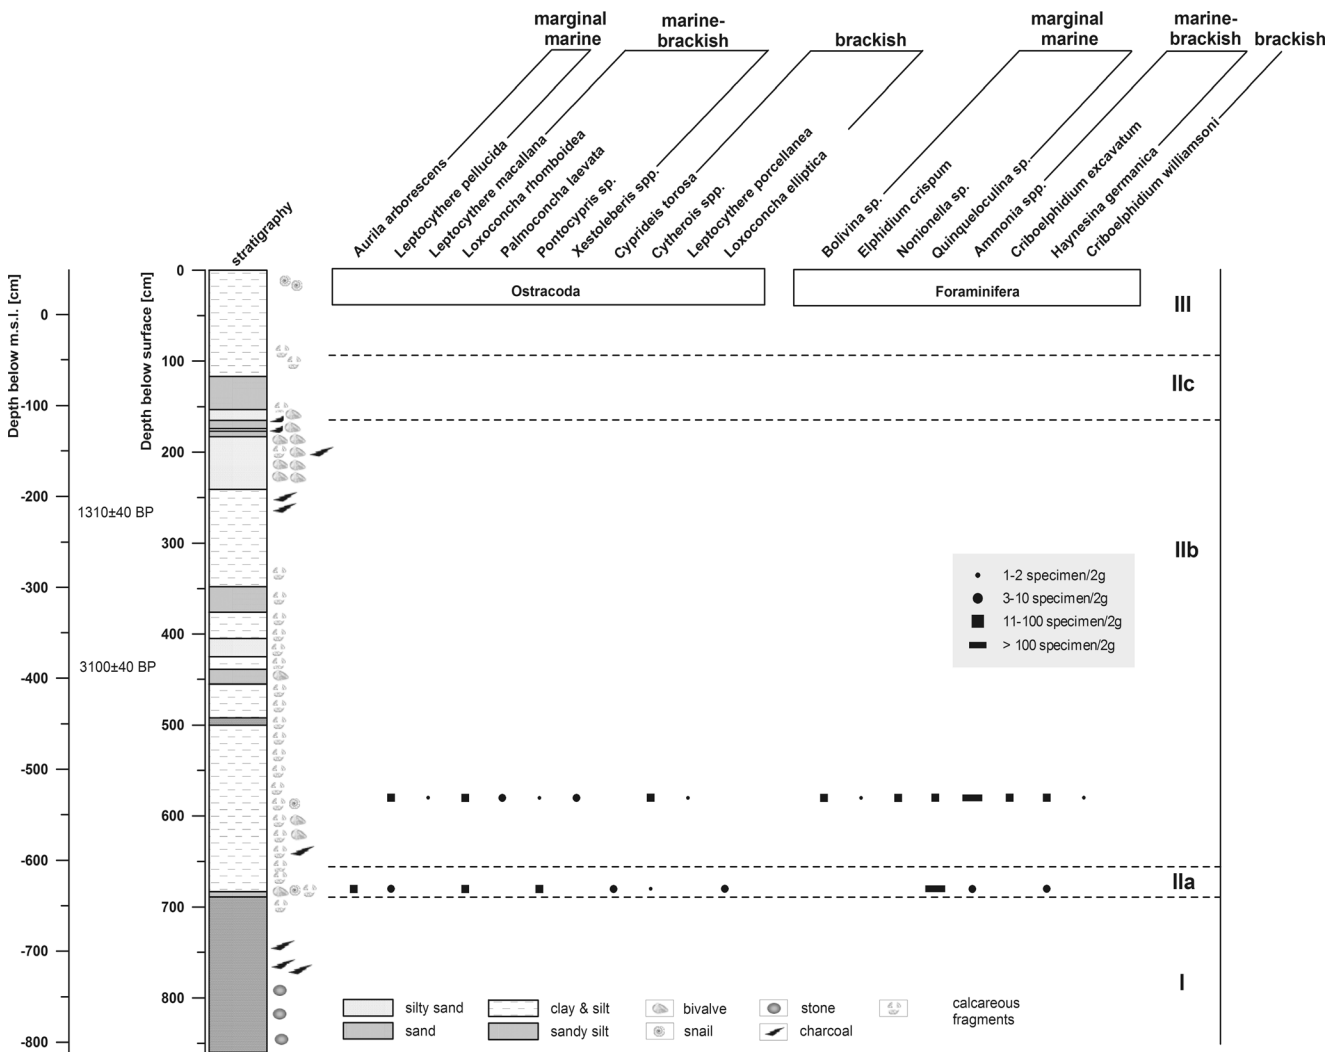 marginal
marine
marine-
brackish
brackish
marginal
marine
marine-
brackish
brackish
stratigraphy
Aurila arborescens
Leptocythere pellucida
Leptocythere macallana
Loxoconcha rhomboidea
Palmoconcha laevata
Pontocypris sp.
Xestoleberis spp.
Cyprideis torosa
Cytherois spp.
Leptocythere porcellanea
Loxoconcha elliptica
Bolivina sp.
Elphidium crispum
Nonionella sp.
Quinqueloculina sp.
Ammonia spp.
Criboelphidium excavatum
Haynesina germanica
Criboelphidium williamsoni
Ostracoda
Foraminifera
Depth below m.s.l. [cm]
0
-100
-200
-300
-400
-500
-600
-700
-800
1310±40 BP
3100±40 BP
Depth below surface [cm]
0
100
200
300
400
500
600
700
800
III
IIc
IIb
IIa
I
1-2 specimen/2g
3-10 specimen/2g
11-100 specimen/2g
> 100 specimen/2g
silty sand
clay & silt
bivalve
stone
calcareous
fragments
sand
sandy silt
snail
charcoal